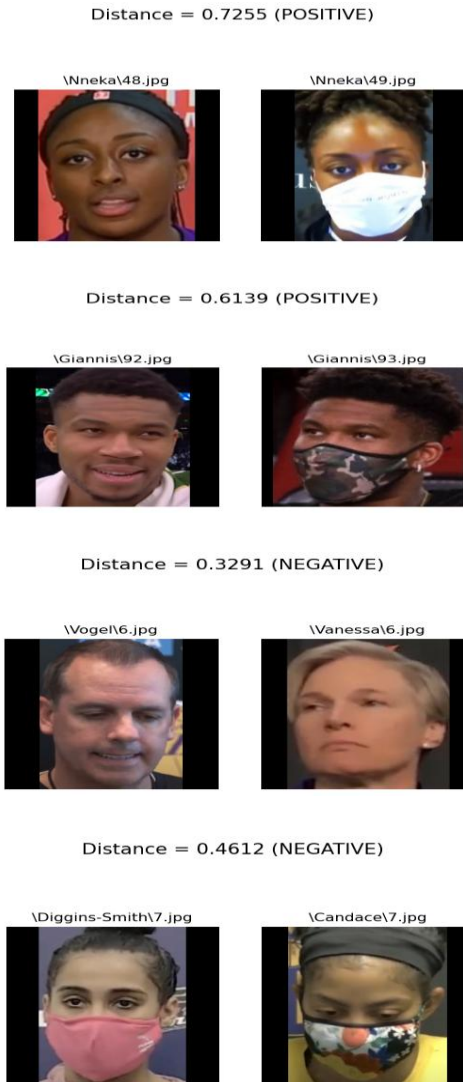 Distance = 0.7255 (POSITIVE)
\Nneka\48.jpg
\Nneka\49.jpg
Distance = 0.6139 (POSITIVE)
\Giannis\92.jpg
\Giannis\93.jpg
Distance = 0.3291 (NEGATIVE)
\Vogel\6.jpg
\Vanessa\6.jpg
Distance = 0.4612 (NEGATIVE)
\Diggins-Smith\7.jpg
\Candace\7.jpg